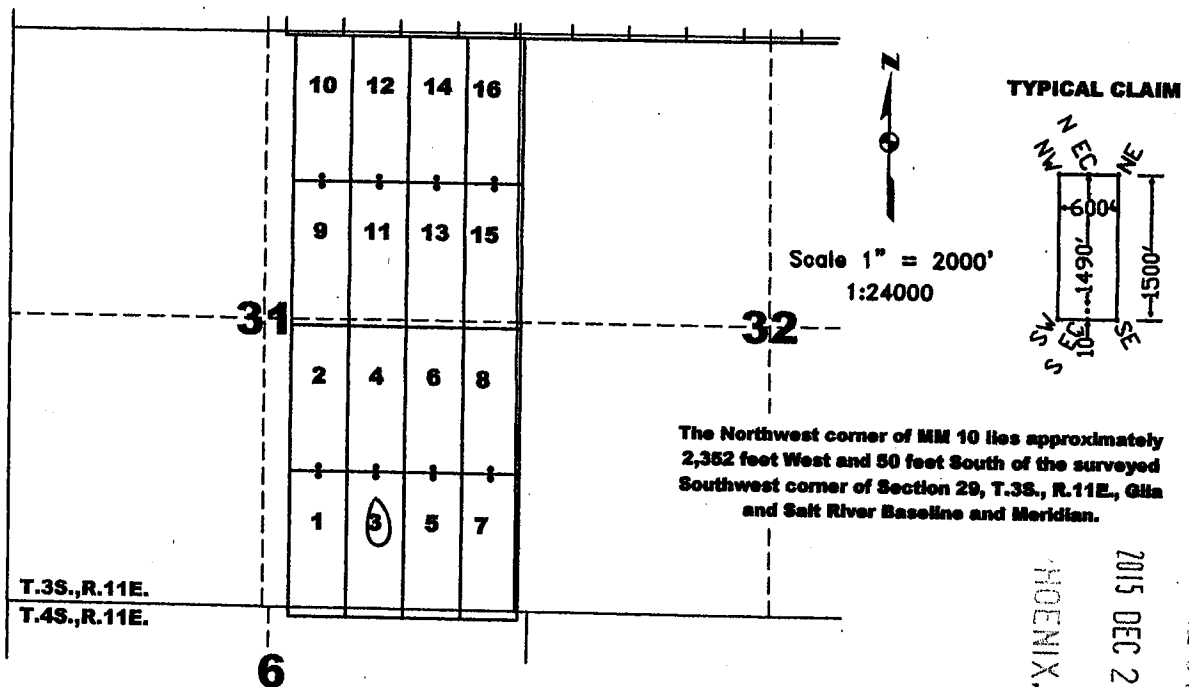 10 12 14 16
9 11 13 15
31
32
2 4 6 8
1 3 5 7
T.3S.,R.11E.
T.4S.,R.11E.
6
N
Scale 1" = 2000'
1:24000
TYPICAL CLAIM
NW
N EC
NE
600'
1490'
1500'
10
SW
S EC
SE
The Northwest corner of MM 10 lies approximately
2,352 feet West and 50 feet South of the surveyed
Southwest corner of Section 29, T.3S., R.11E., Gila
and Salt River Baseline and Meridian.
2015 DEC 2
HOENIX,